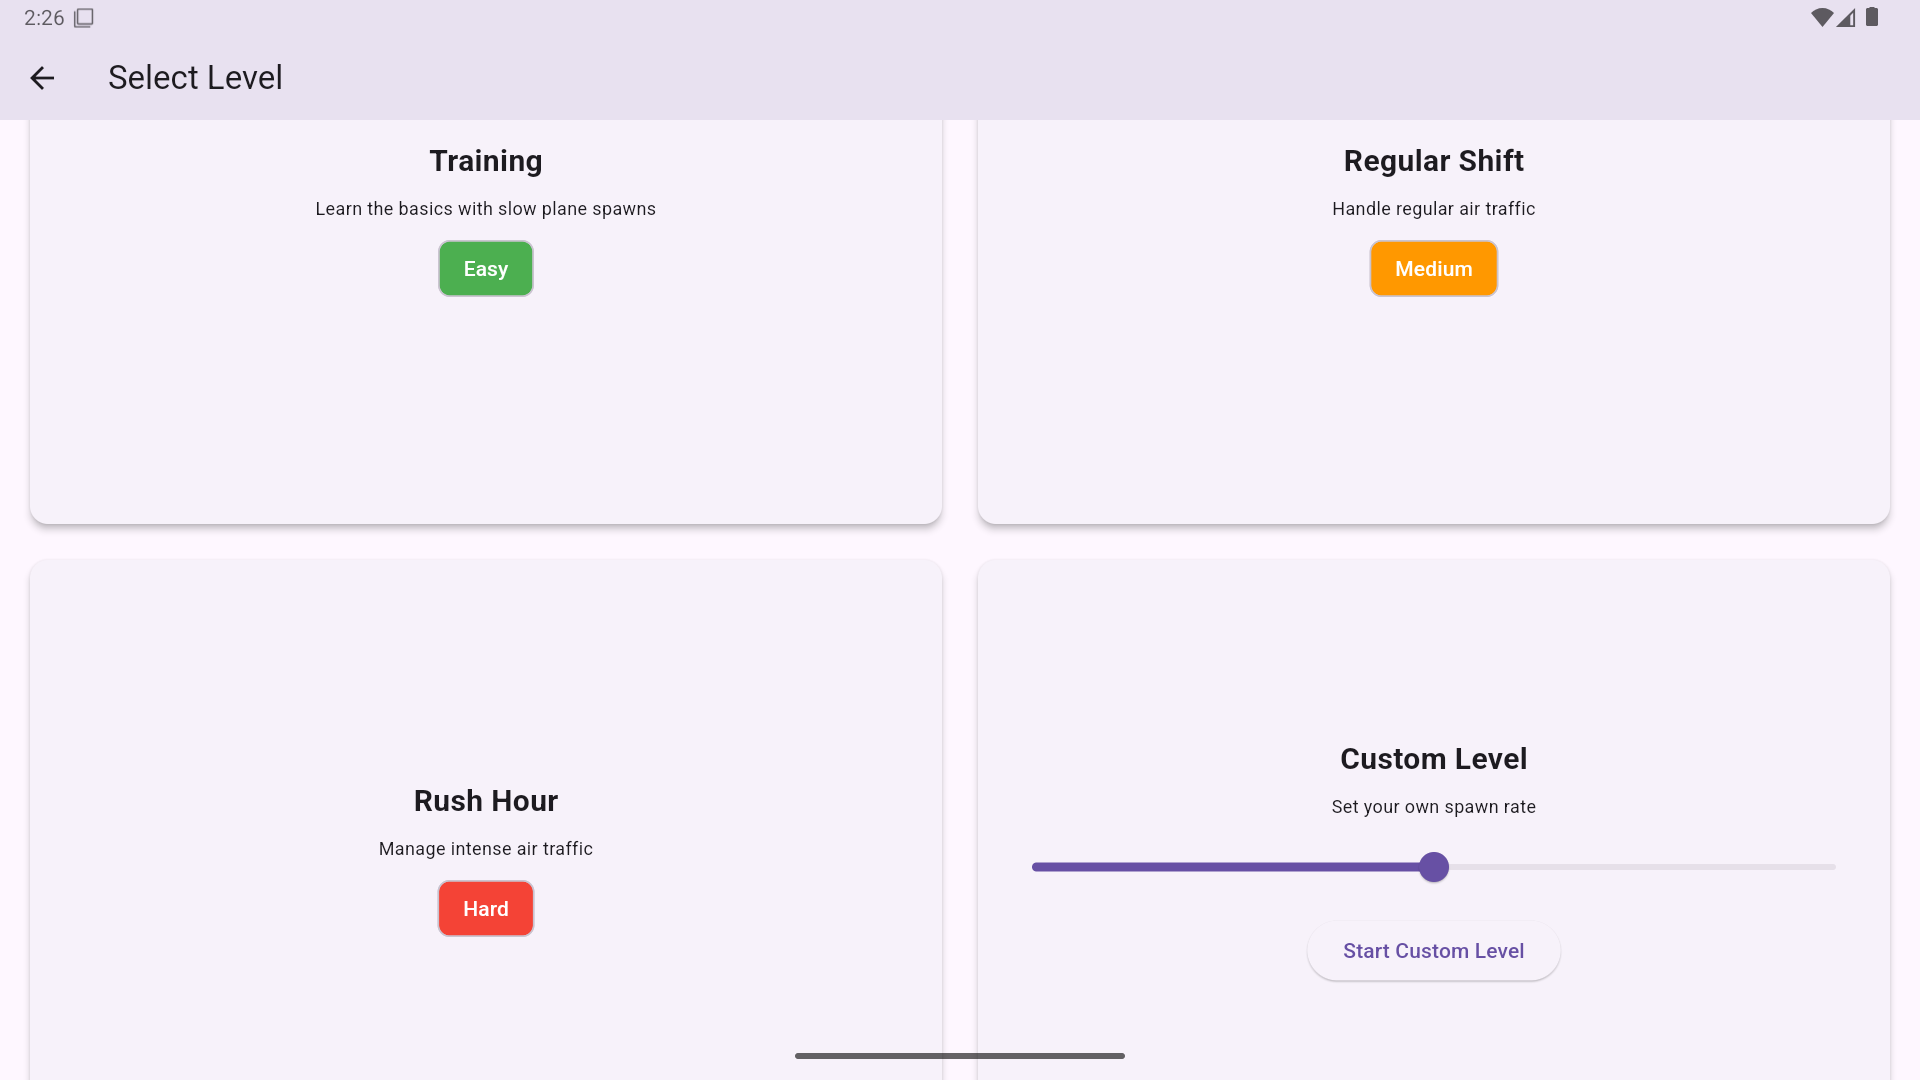 2:26
Select Level
Training
Learn the basics with slow plane spawns
Easy
Regular Shift
Handle regular air traffic
Medium
Rush Hour
Manage intense air traffic
Hard
Custom Level
Set your own spawn rate
Start Custom Level